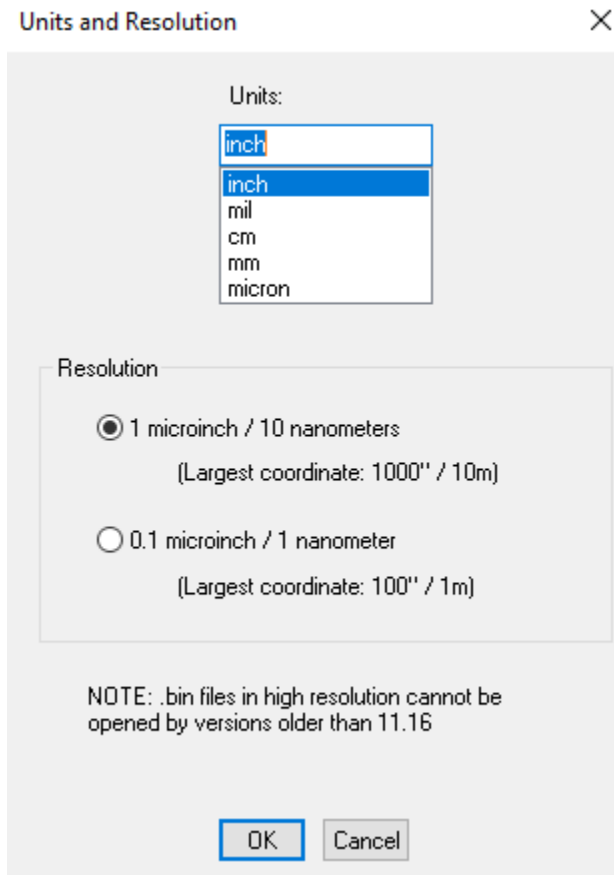 Units and Resolution
Units:
inch
inch
mil
cm
mm
micron
Resolution
1 microinch / 10 nanometers
(Largest coordinate: 1000'' / 10m)
0.1 microinch / 1 nanometer
(Largest coordinate: 100'' / 1m)
NOTE: .bin files in high resolution cannot be
opened by versions older than 11.16
OK Cancel